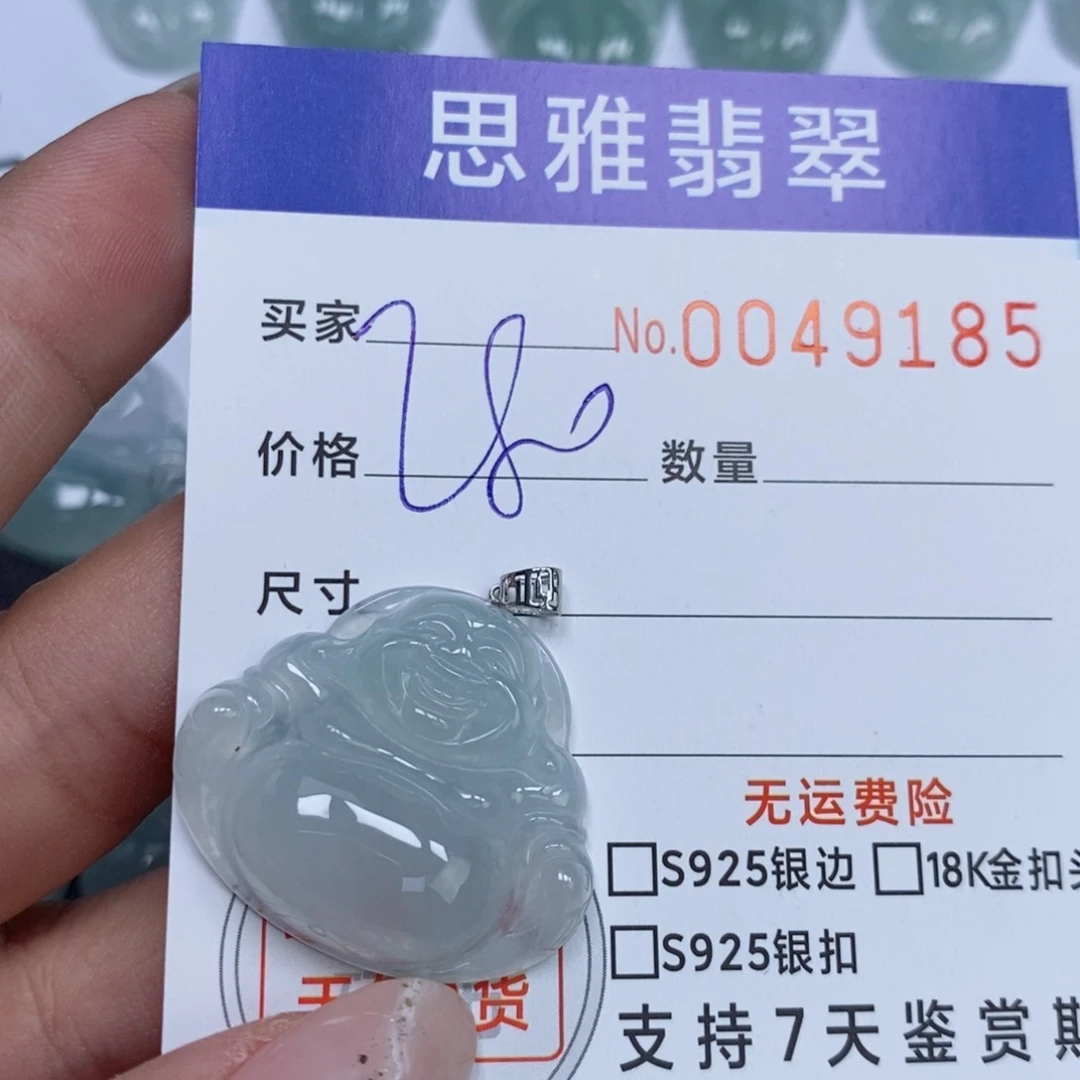 思雅翡翠
买家 No.0049185
价格 数量
尺寸
无运费险
□S925银边 □18K金扣
□S925银扣
支持7天鉴赏期
货